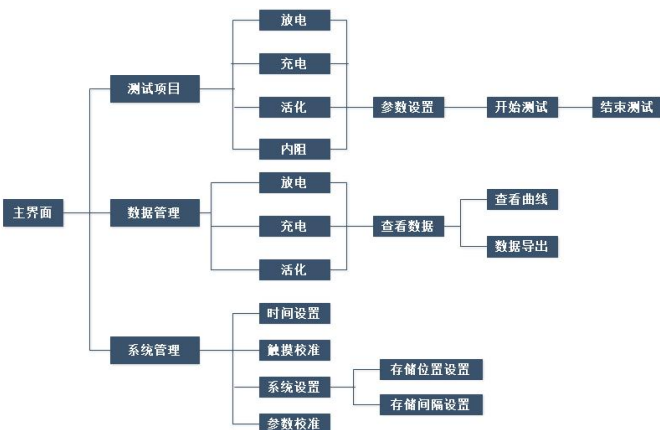 主界面
测试项目
放电
充电
活化
内阻
参数设置
开始测试
结束测试
数据管理
放电
充电
活化
查看数据
查看曲线
数据导出
系统管理
时间设置
触摸校准
系统设置
参数校准
存储位置设置
存储间隔设置